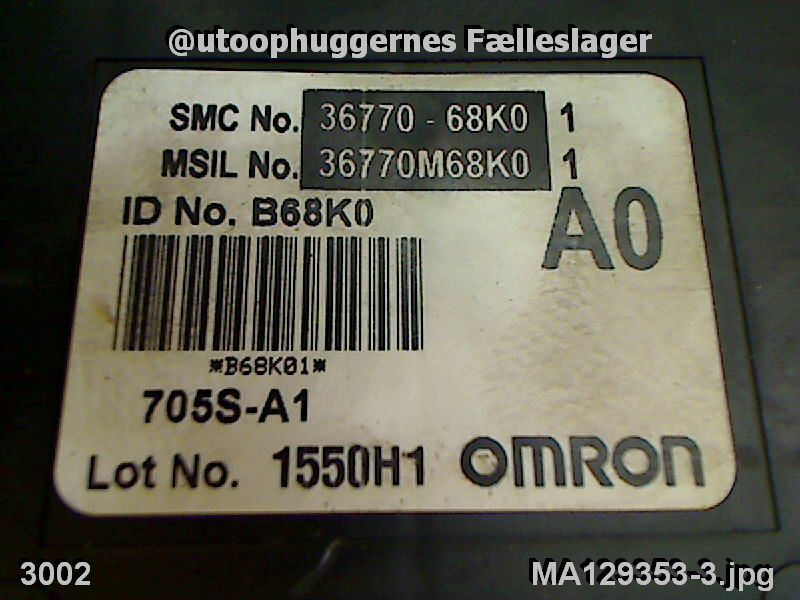 @utoophuggernes Fælleslager
SMC No. 36770 - 68K0 1
MSIL No. 36770M68K0 1
ID No. B68K0
A0
*B68K01*
705S-A1
Lot No. 1550H1 OMRON
3002
MA129353-3.jpg